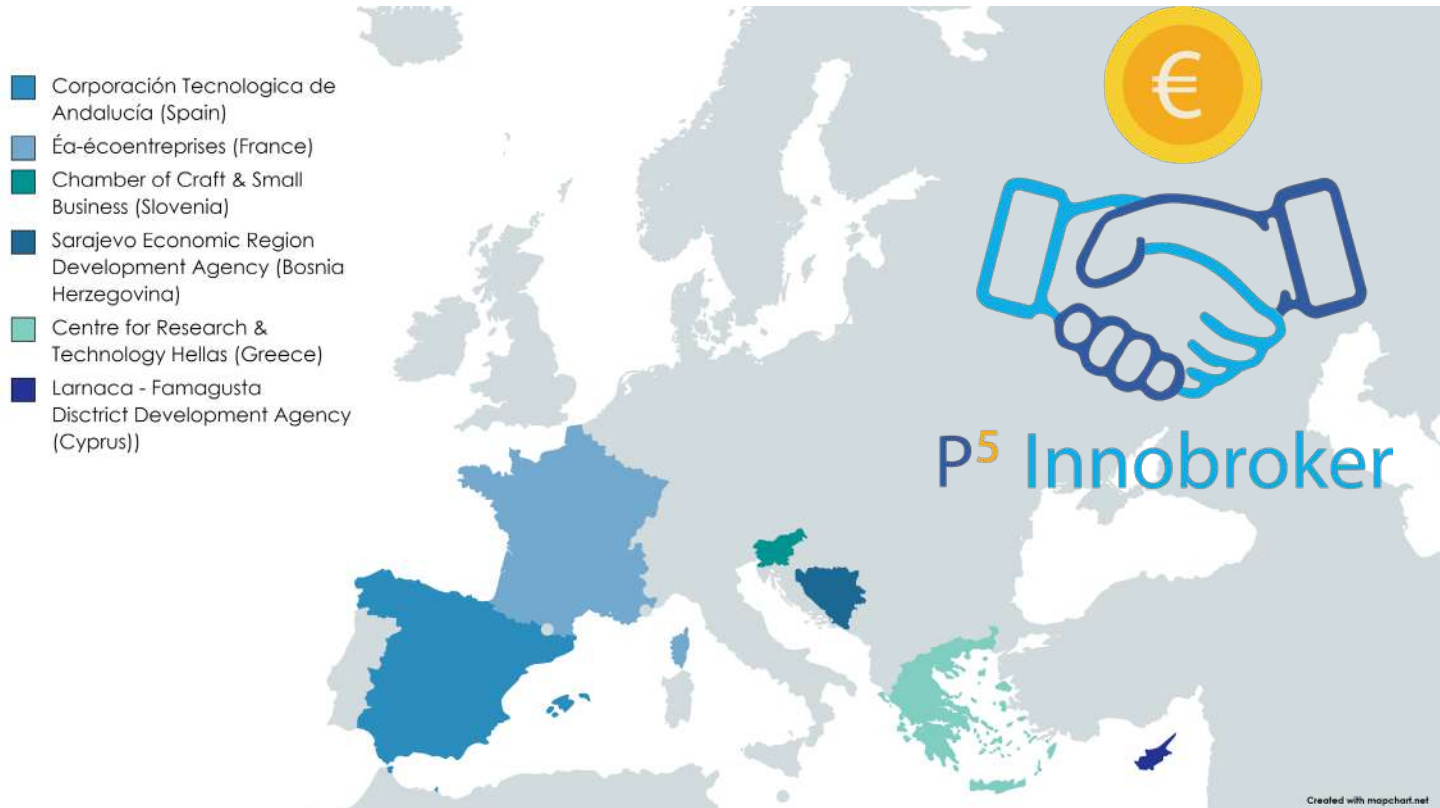 Corporación Tecnologica de
Andalucía (Spain)
Éa-écoentreprises (France)
Chamber of Craft & Small
Business (Slovenia)
Sarajevo Economic Region
Development Agency (Bosnia
Herzegovina)
Centre for Research &
Technology Hellas (Greece)
Larnaca - Famagusta
Disctrict Development Agency
(Cyprus))
€
P⁵ Innobroker
Created with mapchart.net